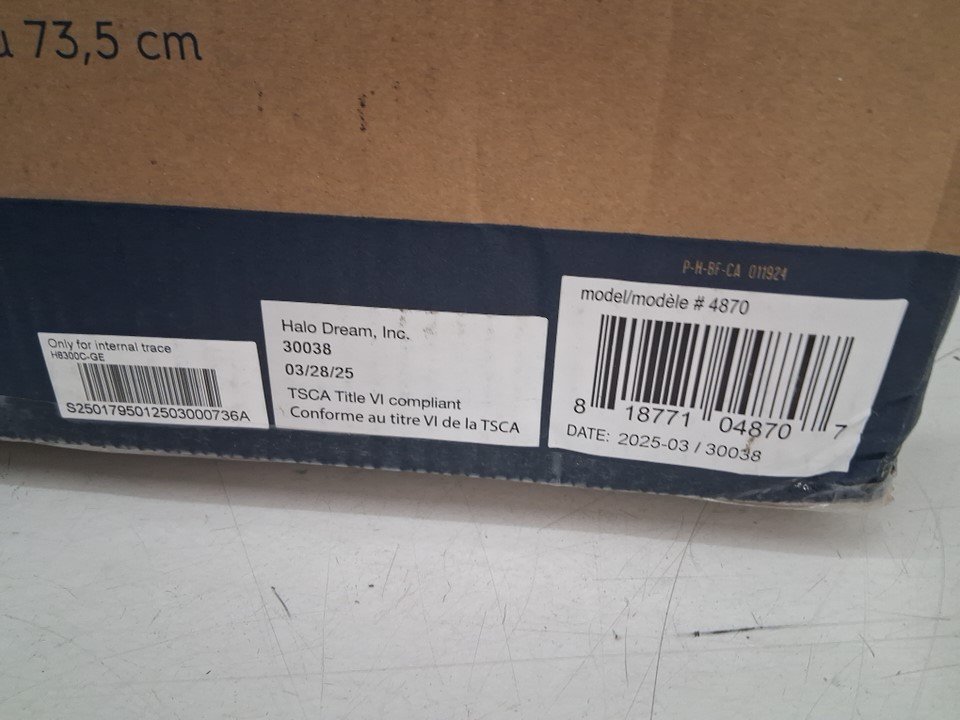 73,5 cm
P-H-BF-CA 011924
model/modèle # 4870
8 18771 04870 7
DATE: 2025-03 / 30038
Halo Dream, Inc.
30038
03/28/25
TSCA Title VI compliant
Conforme au titre VI de la TSCA
Only for internal trace
H8300C-GE
S2501795012503000736A